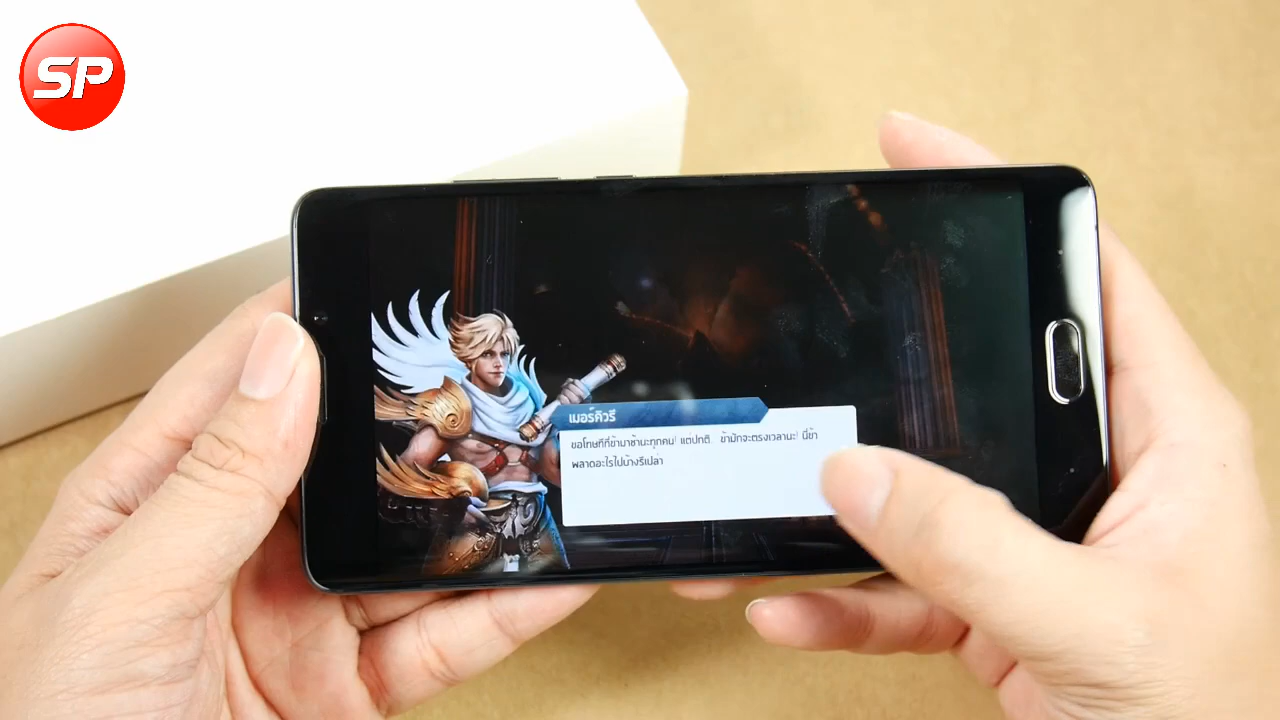 SP
เมอร์คิวรี
ขอโทษทีที่ข้ามาช้านะทุกคน! แต่ปกติ ข้ามักจะตรงเวลานะ! นี่ข้า
พลาดอะไรไปบ้างรึเปล่า